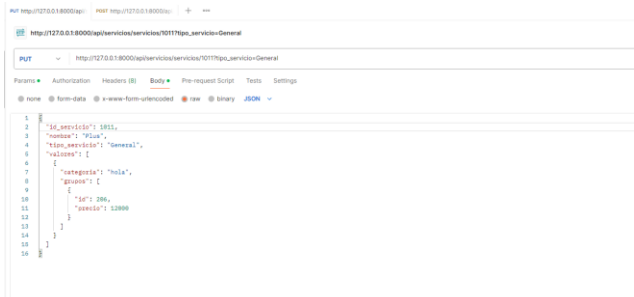 PUT http://127.0.0.1:8000/api
POST http://127.0.0.1:8000/api
http://127.0.0.1:8000/api/servicios/servicios/1011?tipo_servicio=General
PUT http://127.0.0.1:8000/api/servicios/servicios/1011?tipo_servicio=General
Params Authorization Headers (8) Body Pre-request Script Tests Settings
none form-data x-www-form-urlencoded raw binary JSON
1 {
2 "id_servicio": 1011,
3 "nombre": "Plus",
4 "tipo_servicio": "General",
5 "valores": [
6 {
7 "categoria": "hola",
8 "grupos": [
9 {
10 "id": 206,
11 "precio": 12000
12 }
13 ]
14 }
15 ]
16 }